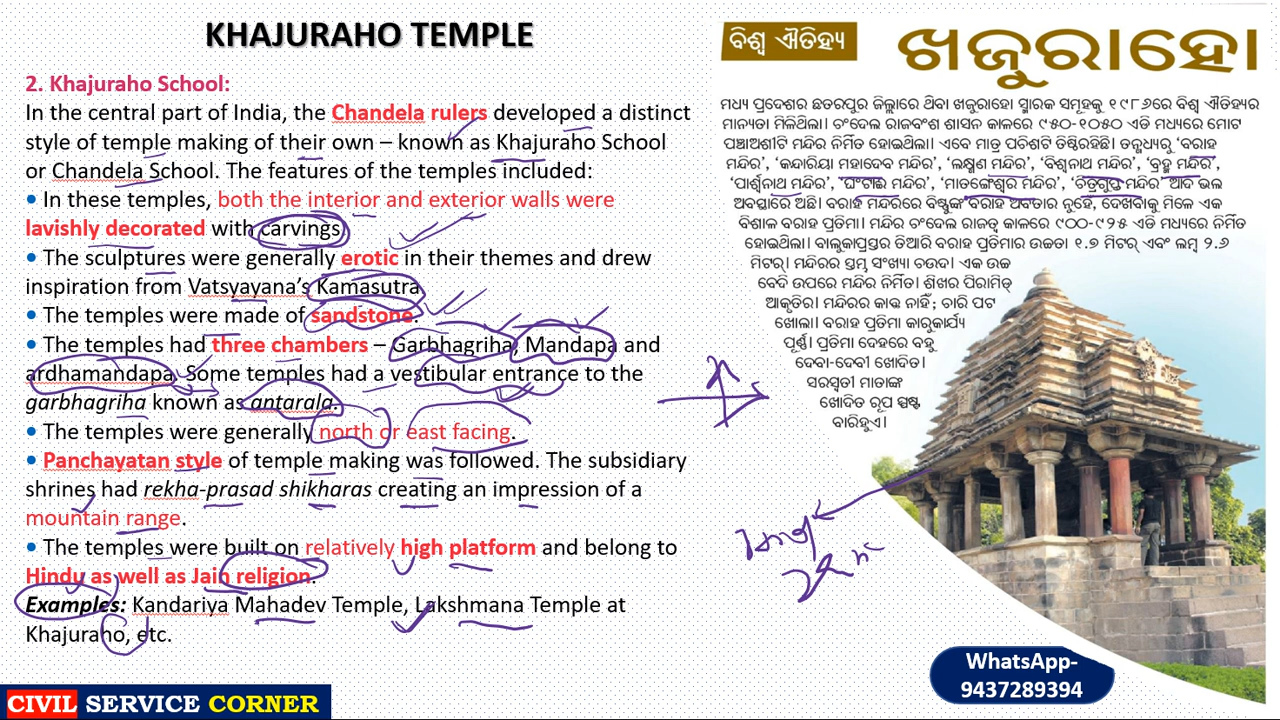 KHAJURAHO TEMPLE
2. Khajuraho School:
In the central part of India, the Chandela rulers developed a distinct
style of temple making of their own – known as Khajuraho School
or Chandela School. The features of the temples included:
• In these temples, both the interior and exterior walls were
lavishly decorated with carvings.
• The sculptures were generally erotic in their themes and drew
inspiration from Vatsyayana's Kamasutra.
• The temples were made of sandstone.
• The temples had three chambers – Garbhagriha, Mandapa and
ardhamandapa. Some temples had a vestibular entrance to the
garbhagriha known as antarala.
• The temples were generally north or east facing.
• Panchayatan style of temple making was followed. The subsidiary
shrines had rekha-prasad shikharas creating an impression of a
mountain range.
• The temples were built on relatively high platform and belong to
Hindu as well as Jain religion.
Examples: Kandariya Mahadev Temple, Lakshmana Temple at
Khajuraho, etc.
CIVIL SERVICE CORNER
ବିଶ୍ୱ ଐତିହ୍ୟ
ଖଜୁରାହୋ
ମଧ୍ୟ ପ୍ରଦେଶର ଛତରପୂର ଜିଲ୍ଲାରେ ଥିବା ଖଜୁରାହୋ ସ୍ମାରକ ସମୂହକୁ ୧୯୮୬ରେ ବିଶ୍ୱ ଐତିହ୍ୟର
ମାନ୍ୟତା ମିଳିଥିଲା। ଚଂଦେଲ ରାଜବଂଶ ଶାସନ କାଳରେ ୯୫୦-୧୦୫୦ ଏଡି ମଧ୍ୟରେ ମୋଟ
ପଞ୍ଚାଅଶୀଟି ମନ୍ଦିର ନିର୍ମିତ ହୋଇଥିଲା। ଏବେ ମାତ୍ର ପଚିଶଟି ତିଷ୍ଠିରହିଛି। ତନ୍ମଧ୍ୟରୁ 'ବରାହ
ମନ୍ଦିର', 'କନ୍ଦାରିୟା ମହାଦେବ ମନ୍ଦିର', 'ଲକ୍ଷ୍ମଣ ମନ୍ଦିର', 'ବିଶ୍ୱନାଥ ମନ୍ଦିର', 'ବ୍ରହ୍ମା ମନ୍ଦିର',
'ପାର୍ଶ୍ୱନାଥ ମନ୍ଦିର', 'ଘଂଟାଈ ମନ୍ଦିର', 'ମାତଙ୍ଗେଶ୍ୱର ମନ୍ଦିର', 'ଚିତ୍ରଗୁପ୍ତ ମନ୍ଦିର' ଆଦି ଭଲ
ଅବସ୍ଥାରେ ଅଛି। ବରାହ ମନ୍ଦିରରେ ବିଷ୍ଣୁଙ୍କ ବରାହ ଅବତାର ନୁହେଁ, ଦେଖିବାକୁ ମିଳେ ଏକ
ବିଶାଳ ବରାହ ପ୍ରତିମା। ମନ୍ଦିର ଚଂଦେଲ ରାଜତ୍ୱ କାଳରେ ୯୦୦-୯୨୫ ଏଡି ମଧ୍ୟରେ ନିର୍ମିତ
ହୋଇଥିଲା। ବାଲୁକାପ୍ରସ୍ତର ତିଆରି ବରାହ ପ୍ରତିମାର ଉଚ୍ଚତା ୧.୭ ମିଟର୍ ଏବଂ ଲମ୍ବ ୨.୬
ମିଟର୍। ମନ୍ଦିରର ସ୍ତମ୍ଭ ସଂଖ୍ୟା ଚଉଦ। ଏକ ଉଚ୍ଚ
ବେଦି ଉପରେ ମନ୍ଦିର ନିର୍ମିତ। ଶିଖର ପିରାମିଡ୍
ଆକୃତିର। ମନ୍ଦିରର କାନ୍ଥ ନାହିଁ; ଚାରି ପଟ
ଖୋଲା। ବରାହ ପ୍ରତିମା କାରୁକାର୍ଯ୍ୟ
ପୂର୍ଣ୍ଣ। ପ୍ରତିମା ଦେହରେ ବହୁ
ଦେବା-ଦେବୀ ଖୋଦିତ।
ସରସ୍ୱତୀ ମାତାଙ୍କ
ଖୋଦିତ ରୂପ ସ୍ପଷ୍ଟ
ବାରିହୁଏ।
WhatsApp-
9437289394